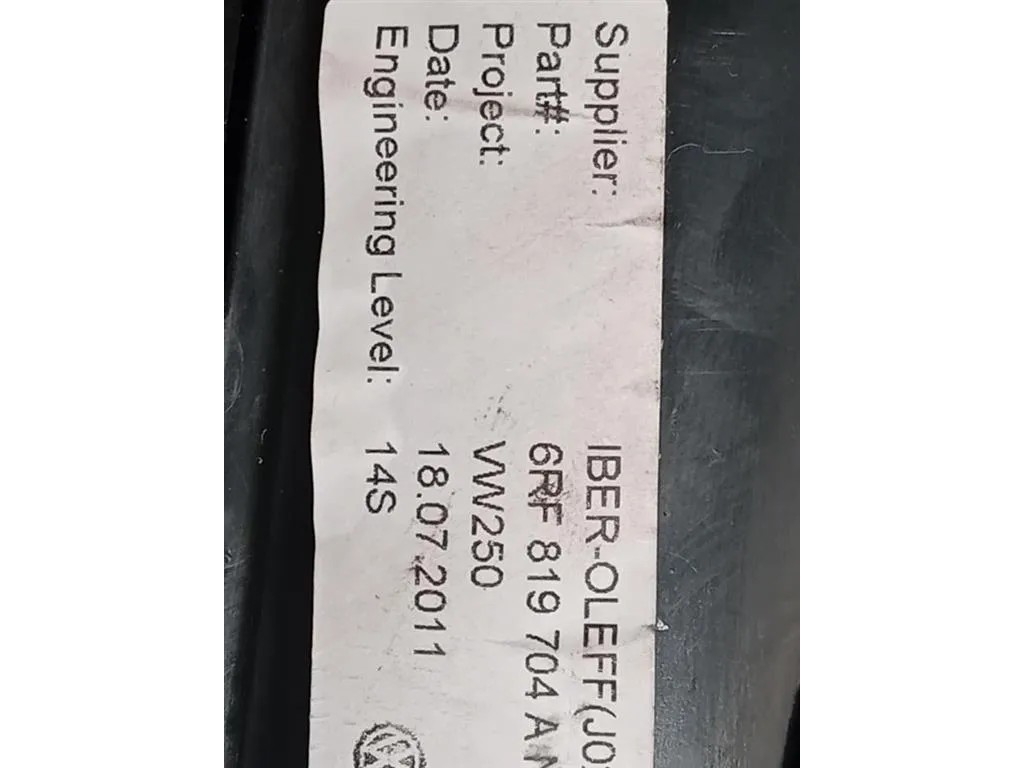 Supplier: IBER-OLEFF(J0
Part#: 6RF 819 704 A
Project: VW250
Date: 18.07.2011
Engineering Level: 14S